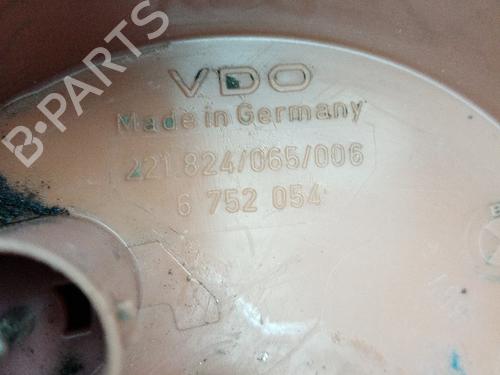 B-PARTS
VDO
Made in Germany
221.824/065/006
6 752 054